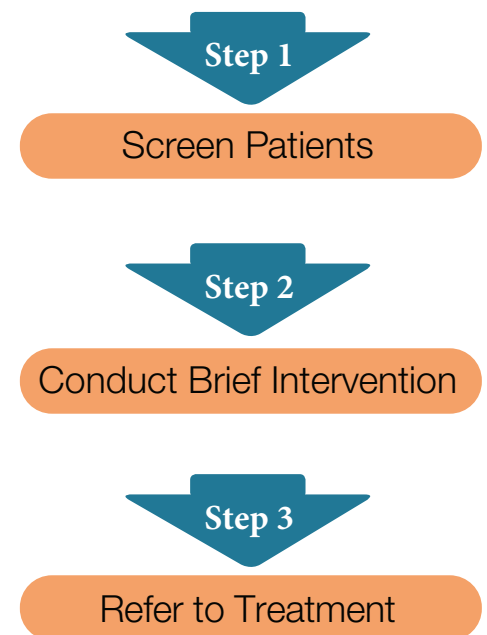 Step 1
Screen Patients
Step 2
Conduct Brief Intervention
Step 3
Refer to Treatment